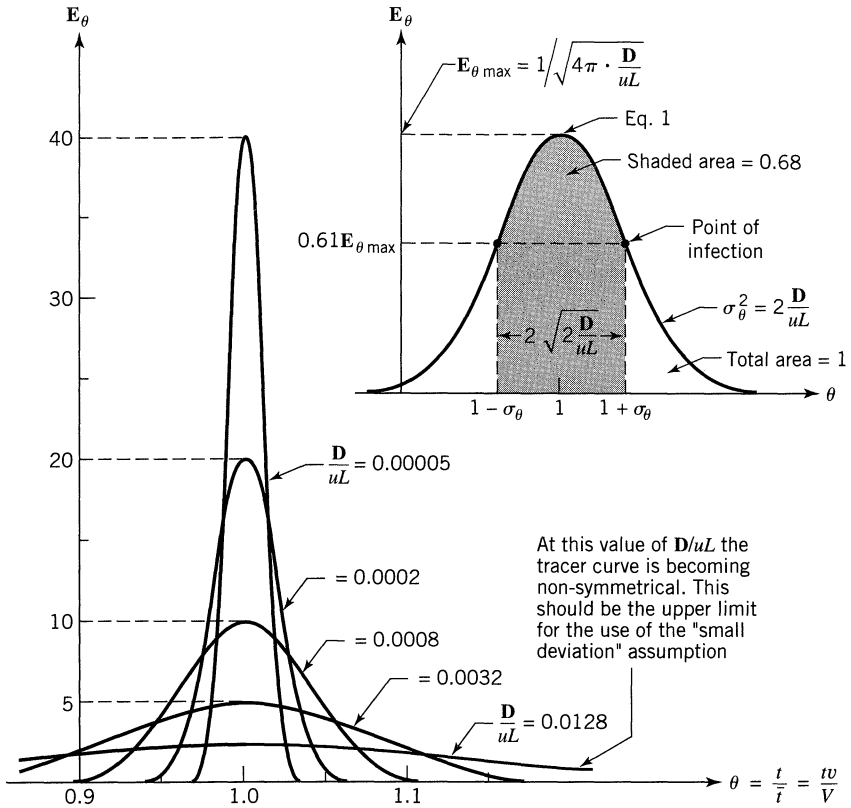 E_θ
E_θ
E_θ max = 1/√(4π · D/uL)
Eq. 1
Shaded area = 0.68
0.61E_θ max
Point of
infection
σ²_θ = 2 D/uL
2 √(2 D/uL)
Total area = 1
θ
1 − σ_θ
1
1 + σ_θ
40
30
20
10
5
D/uL = 0.00005
= 0.0002
= 0.0008
= 0.0032
D/uL = 0.0128
At this value of D/uL the
tracer curve is becoming
non-symmetrical. This
should be the upper limit
for the use of the "small
deviation" assumption
0.9
1.0
1.1
θ = t/t̄ = tv/V